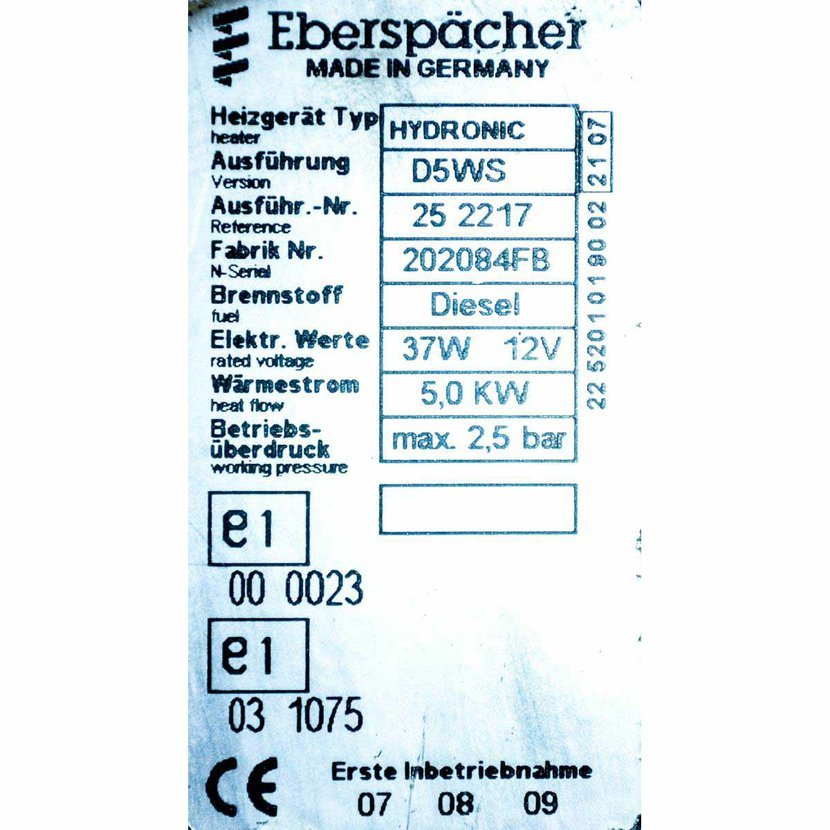 Eberspächer
MADE IN GERMANY
Heizgerät Typ HYDRONIC
heater
Ausführung D5WS
Version
Ausführ.-Nr. 25 2217
Reference
Fabrik Nr. 202084FB
N-Serial
Brennstoff Diesel
fuel
Elektr. Werte 37W 12V
rated voltage
Wärmestrom 5,0 KW
heat flow
Betriebs-
überdruck max. 2,5 bar
working pressure
22 5201 0190 02 21 07
e1
00 0023
e1
03 1075
CE Erste Inbetriebnahme
07 08 09